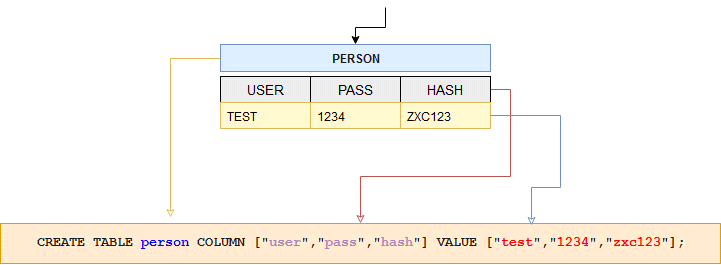 PERSON
USER PASS HASH
TEST 1234 ZXC123
CREATE TABLE person COLUMN ["user","pass","hash"] VALUE ["test","1234","zxc123"];